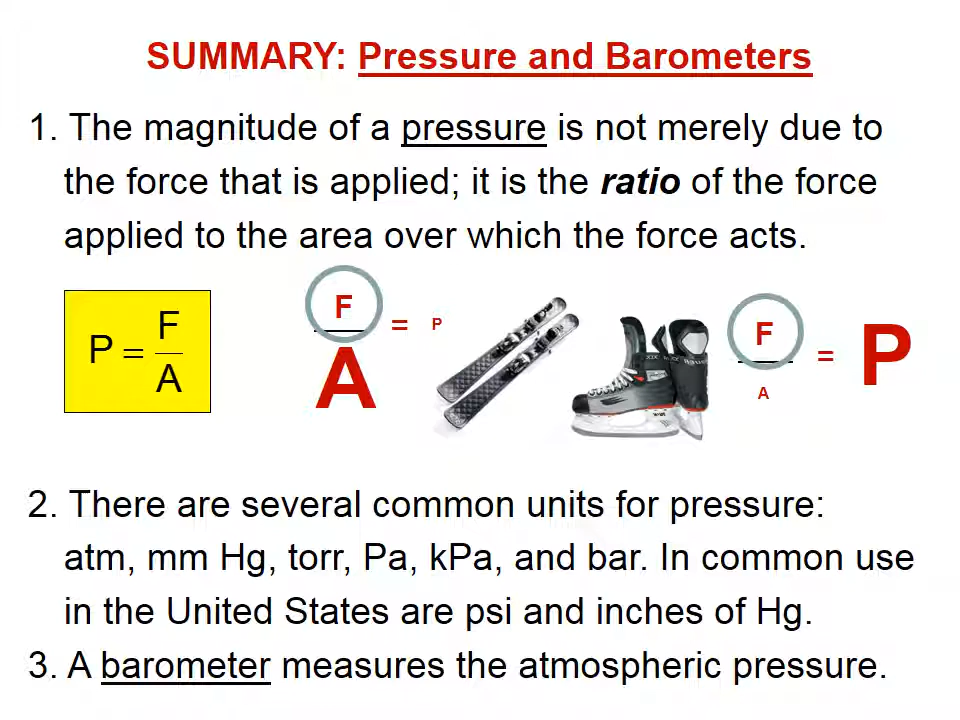 SUMMARY: Pressure and Barometers
1. The magnitude of a pressure is not merely due to
the force that is applied; it is the ratio of the force
applied to the area over which the force acts.
P = F
A
F
A
= P
F
A
= P
2. There are several common units for pressure:
atm, mm Hg, torr, Pa, kPa, and bar. In common use
in the United States are psi and inches of Hg.
3. A barometer measures the atmospheric pressure.